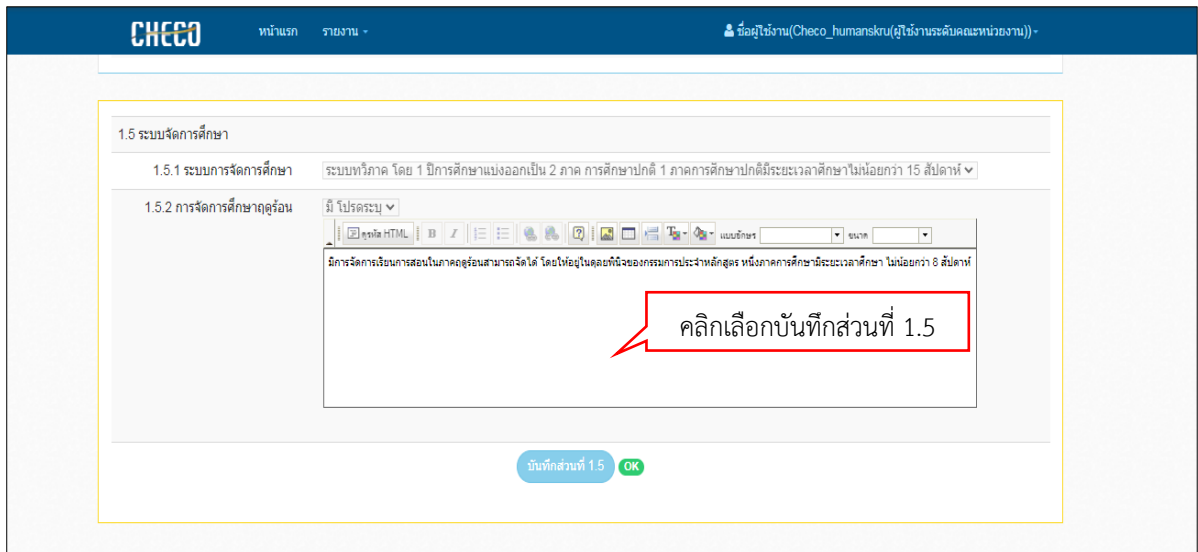 CHECO หน้าแรก รายงาน ชื่อผู้ใช้งาน(Checo_humanskru(ผู้ใช้งานระดับคณะหน่วยงาน))
1.5 ระบบจัดการศึกษา
1.5.1 ระบบการจัดการศึกษา ระบบทวิภาค โดย 1 ปีการศึกษาแบ่งออกเป็น 2 ภาค การศึกษาปกติ 1 ภาคการศึกษาปกติมีระยะเวลาศึกษาไม่น้อยกว่า 15 สัปดาห์
1.5.2 การจัดการศึกษาฤดูร้อน มี โปรดระบุ
ดูรหัส HTML B I แบบอักษร ขนาด
มีการจัดการเรียนการสอนในภาคฤดูร้อนสามารถจัดได้ โดยให้อยู่ในดุลยพินิจของกรรมการประจำหลักสูตร หนึ่งภาคการศึกษามีระยะเวลาศึกษา ไม่น้อยกว่า 8 สัปดาห์
คลิกเลือกบันทึกส่วนที่ 1.5
บันทึกส่วนที่ 1.5 OK